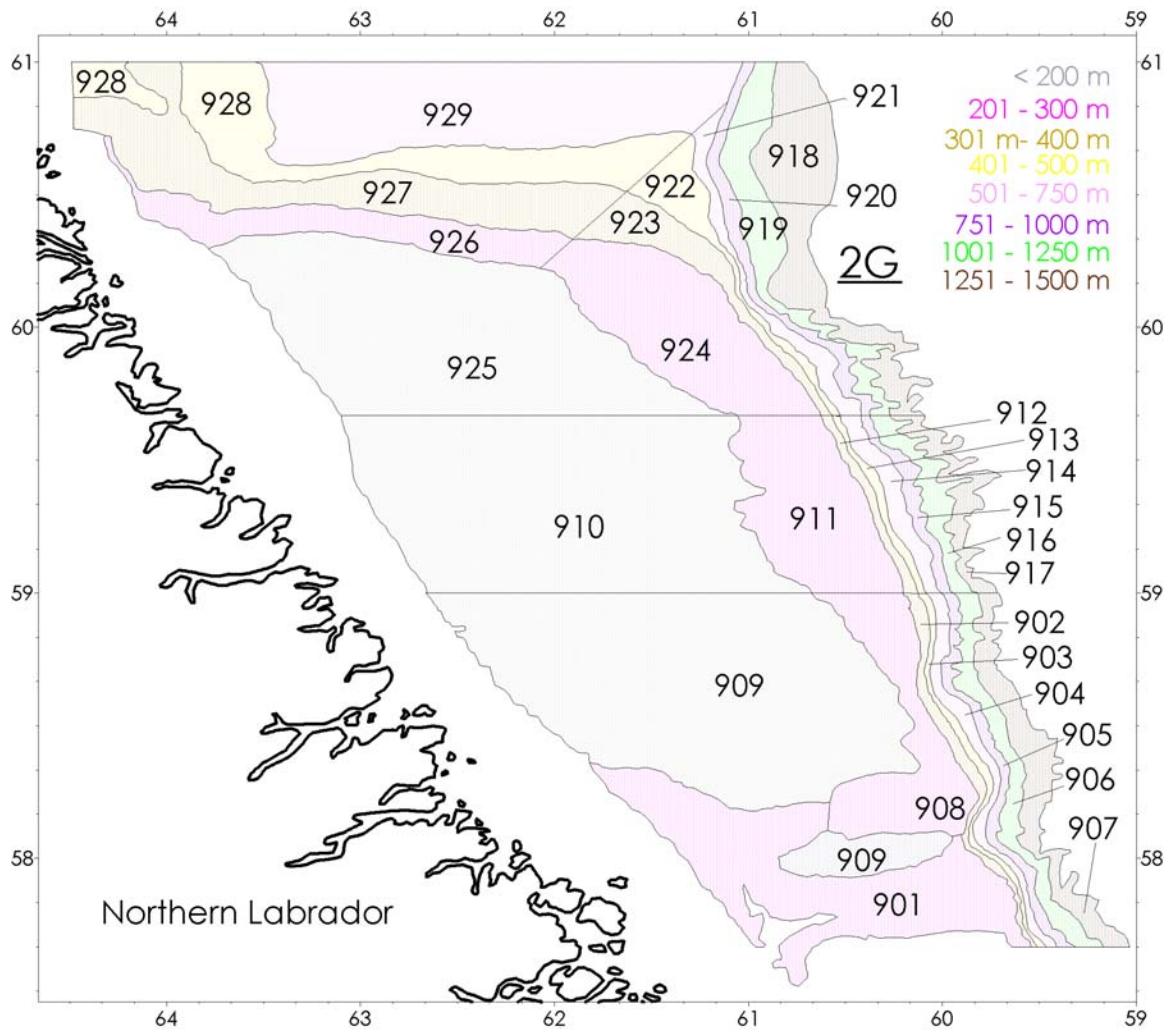 64 63 62 61 60 59
61 61
< 200 m
201 - 300 m
301 m- 400 m
401 - 500 m
501 - 750 m
751 - 1000 m
1001 - 1250 m
1251 - 1500 m
2G
928
928
929
921
918
922
920
927
923
919
926
60 60
924
925
912
913
914
915
910
911
916
917
59 59
902
903
909
904
905
906
908
907
58 58
909
901
Northern Labrador
64 63 62 61 60 59